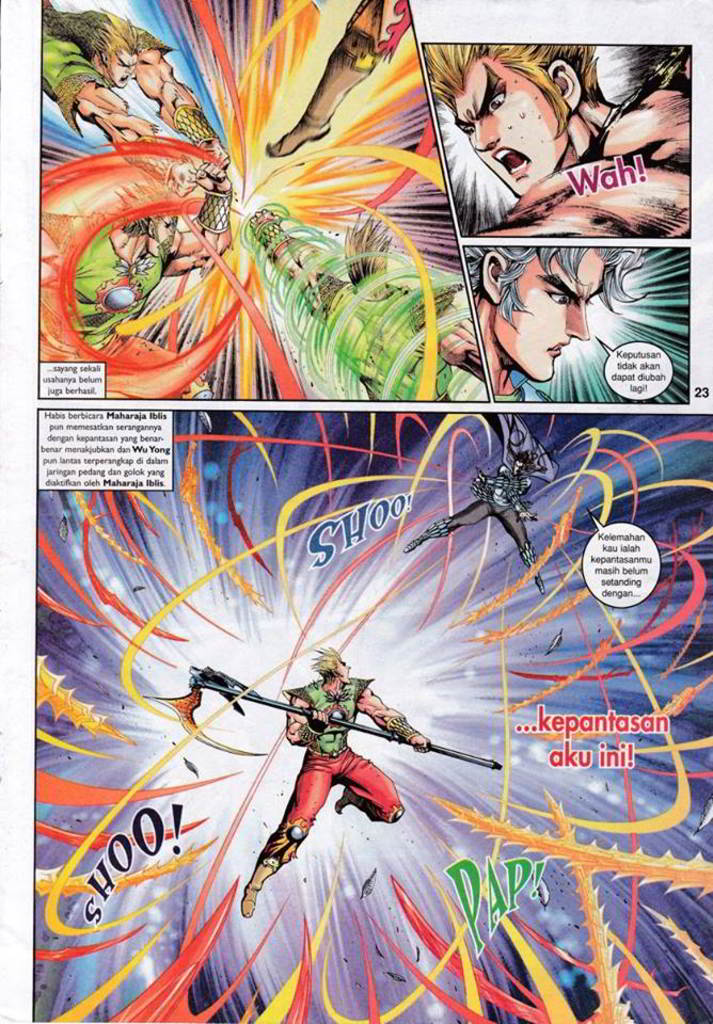 ...sayang sekali
usahanya belum
juga berhasil.
Wah!
Keputusan
tidak akan
dapat diubah
lagi!
23
Habis berbicara Maharaja Iblis
pun memesatkan serangannya
dengan kepantasan yang benar-
benar menakjubkan dan Wu Yong
pun lantas terperangkap di dalam
jaringan pedang dan golok yang
diaktifkan oleh Maharaja Iblis.
SHOO!
Kelemahan
kau ialah
kepantasanmu
masih belum
setanding
dengan...
...kepantasan
aku ini!
SHOO!
PAP!